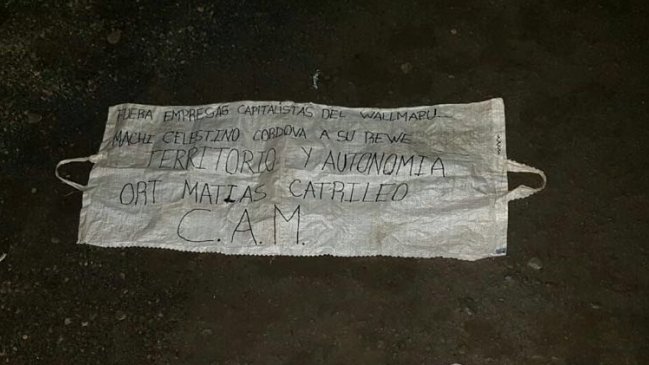 FUERA EMPRESAS CAPITALISTAS DEL WALLMAPU
MACHI CELESTINO CORDOVA A SU REWE
TERRITORIO Y AUTONOMIA
ORT MATIAS CATRILEO
C.A.M.